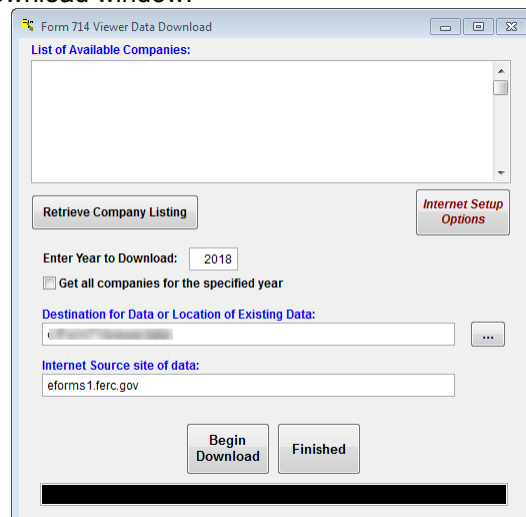 ownload window.
Form 714 Viewer Data Download
List of Available Companies:
Retrieve Company Listing
Internet Setup
Options
Enter Year to Download: 2018
Get all companies for the specified year
Destination for Data or Location of Existing Data:
...
Internet Source site of data:
eforms1.ferc.gov
Begin
Download
Finished